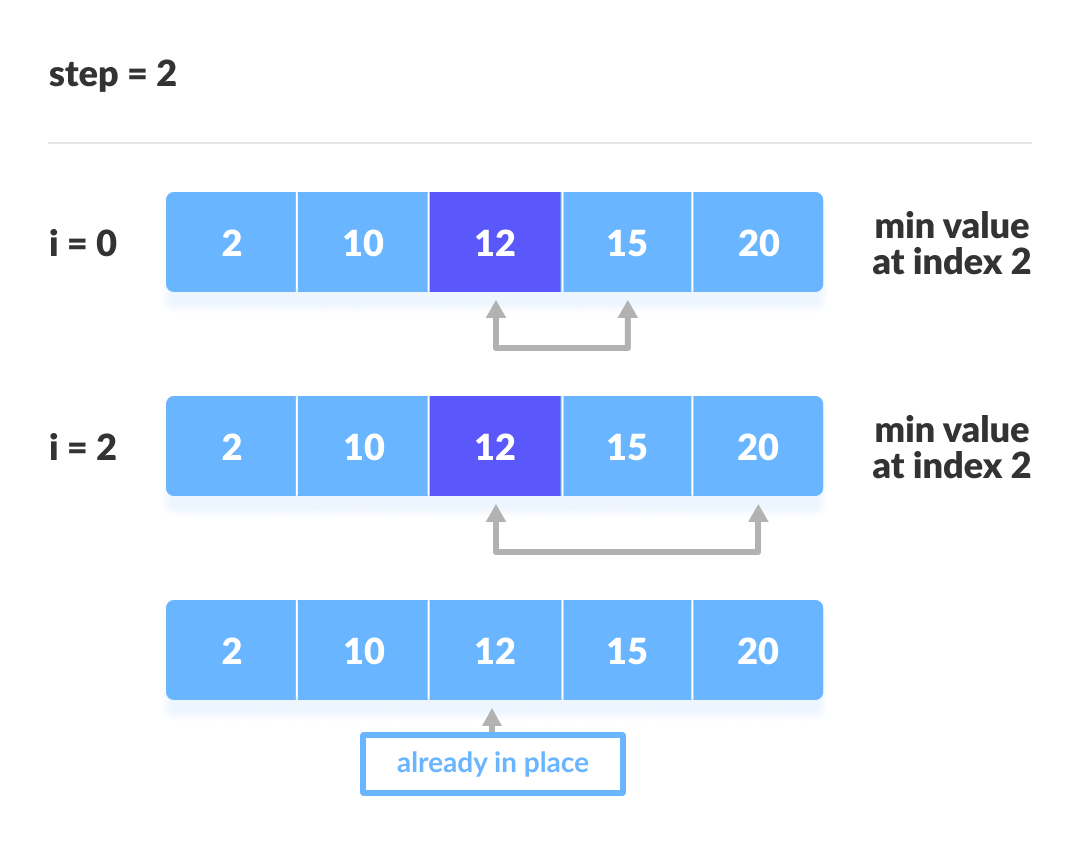 step = 2
i = 0
2 10 12 15 20
min value
at index 2
i = 2
2 10 12 15 20
min value
at index 2
2 10 12 15 20
already in place